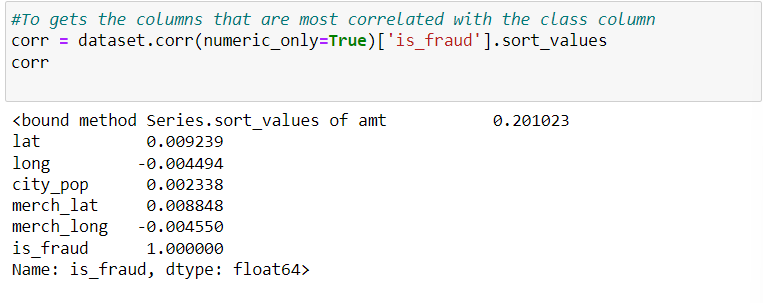 #To gets the columns that are most correlated with the class column
corr = dataset.corr(numeric_only=True)['is_fraud'].sort_values
corr
<bound method Series.sort_values of amt           0.201023
lat           0.009239
long         -0.004494
city_pop      0.002338
merch_lat     0.008848
merch_long   -0.004550
is_fraud      1.000000
Name: is_fraud, dtype: float64>